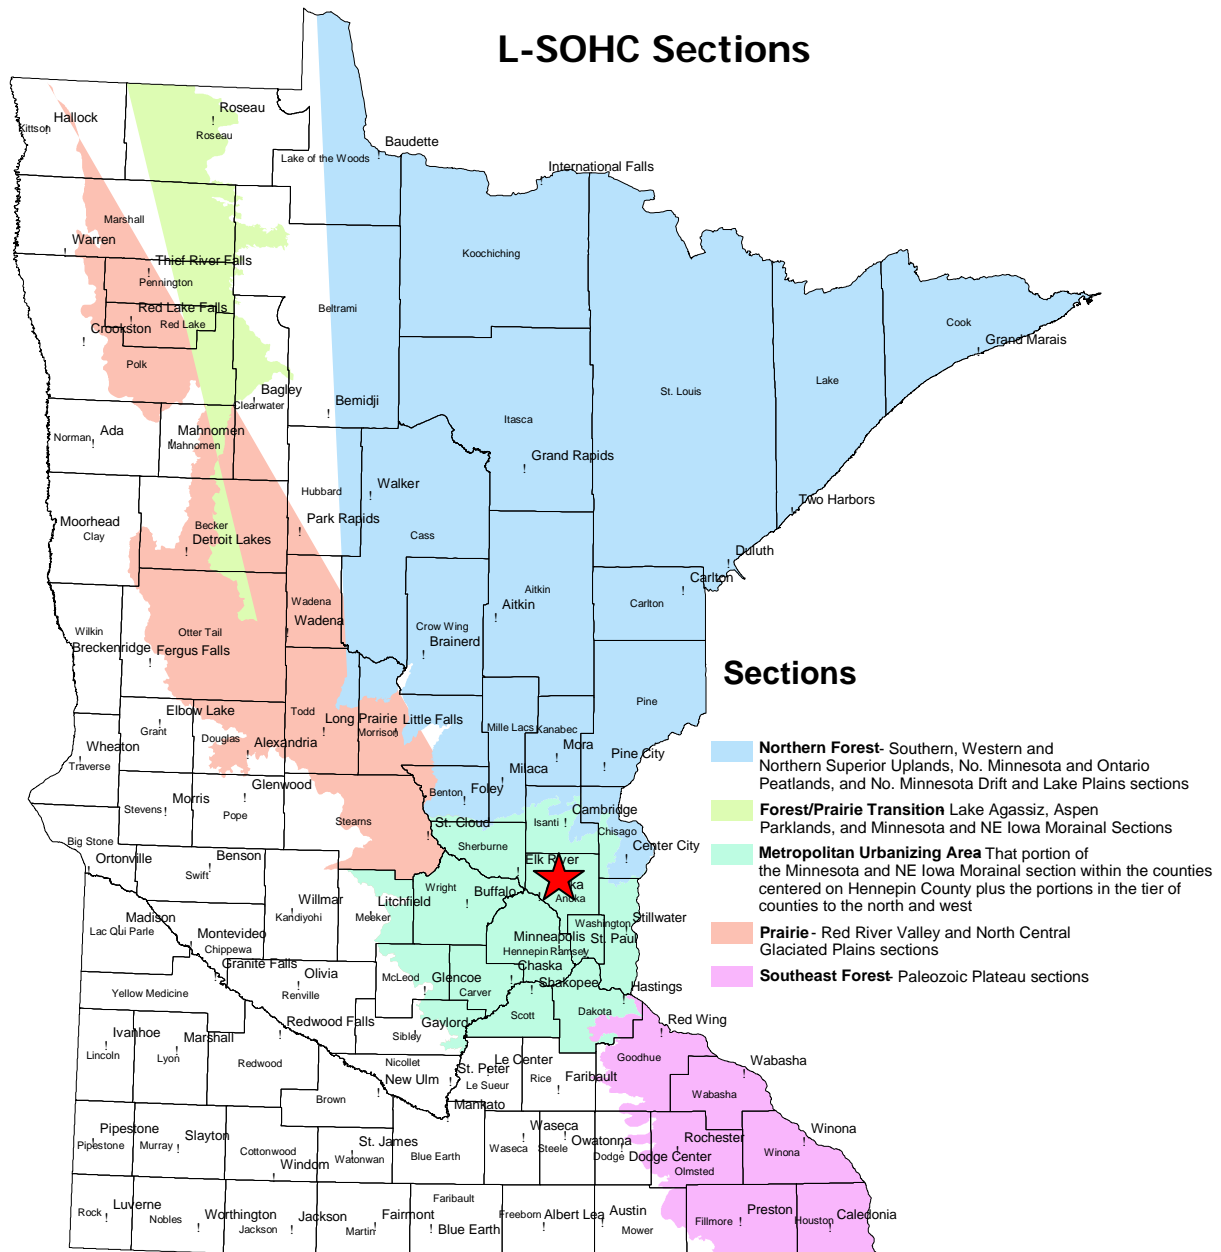 L-SOHC Sections
Hallock
Kittson
Roseau
Roseau
Baudette
Lake of the Woods
International Falls
Koochiching
Marshall
Warren
Thief River Falls
Pennington
Red Lake Falls
Red Lake
Crookston
Polk
Beltrami
Cook
Grand Marais
Lake
St. Louis
Bagley
Clearwater
Bemidji
Itasca
Grand Rapids
Norman
Ada
Mahnomen
Mahnomen
Hubbard
Walker
Park Rapids
Cass
Two Harbors
Moorhead
Clay
Becker
Detroit Lakes
Duluth
Carlton
Carlton
Aitkin
Aitkin
Wadena
Wadena
Crow Wing
Brainerd
Wilkin
Breckenridge
Otter Tail
Fergus Falls
Sections
Pine
Elbow Lake
Grant
Douglas
Alexandria
Todd
Long Prairie
Morrison
Little Falls
Mille Lacs
Kanabec
Mora
Pine City
Wheaton
Traverse
Northern Forest- Southern, Western and
Northern Superior Uplands, No. Minnesota and Ontario
Peatlands, and No. Minnesota Drift and Lake Plains sections
Milaca
Benton
Foley
Glenwood
Morris
Stevens
Pope
Stearns
St. Cloud
Isanti
Cambridge
Chisago
Center City
Forest/Prairie Transition Lake Agassiz, Aspen
Parklands, and Minnesota and NE Iowa Morainal Sections
Sherburne
Big Stone
Ortonville
Benson
Swift
Elk River
Metropolitan Urbanizing Area That portion of
the Minnesota and NE Iowa Morainal section within the counties
centered on Hennepin County plus the portions in the tier of
counties to the north and west
Wright
Buffalo
ka
Anoka
Willmar
Kandiyohi
Litchfield
Meeker
Stillwater
Washington
Madison
Lac Qui Parle
Montevideo
Chippewa
Minneapolis
St. Paul
Hennepin
Ramsey
Prairie - Red River Valley and North Central
Glaciated Plains sections
Granite Falls
Olivia
Renville
McLeod
Glencoe
Carver
Chaska
Shakopee
Southeast Forest- Paleozoic Plateau sections
Yellow Medicine
Hastings
Scott
Dakota
Gaylord
Sibley
Red Wing
Redwood Falls
Ivanhoe
Lincoln
Marshall
Lyon
Redwood
Nicollet
New Ulm
St. Peter
Le Center
Le Sueur
Rice
Faribault
Goodhue
Wabasha
Wabasha
Brown
Mankato
Pipestone
Pipestone
Murray
Slayton
Cottonwood
Windom
St. James
Watonwan
Blue Earth
Waseca
Waseca
Steele
Owatonna
Dodge
Dodge Center
Rochester
Olmsted
Winona
Winona
Rock
Luverne
Nobles
Worthington
Jackson
Jackson
Martin
Fairmont
Faribault
Blue Earth
Freeborn
Albert Lea
Austin
Mower
Fillmore
Preston
Houston
Caledonia